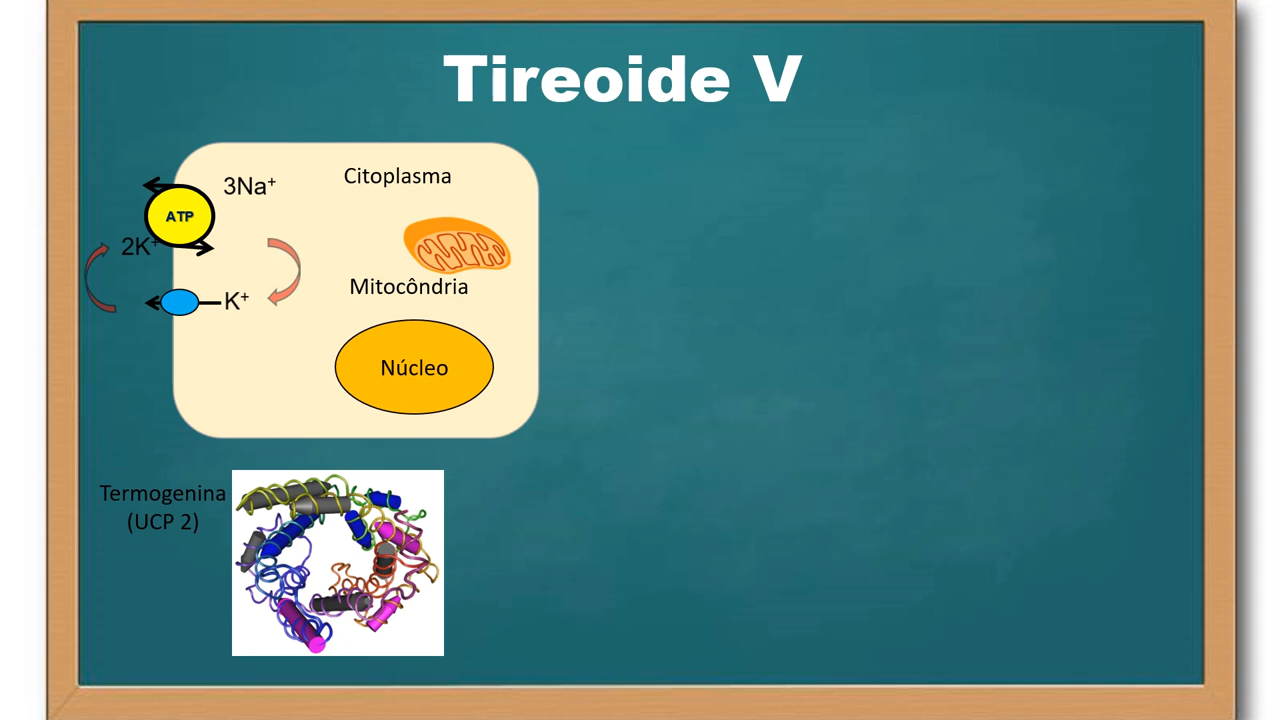 Tireoide V
3Na⁺
Citoplasma
ATP
2K⁺
Mitocôndria
K⁺
Núcleo
Termogenina
(UCP 2)